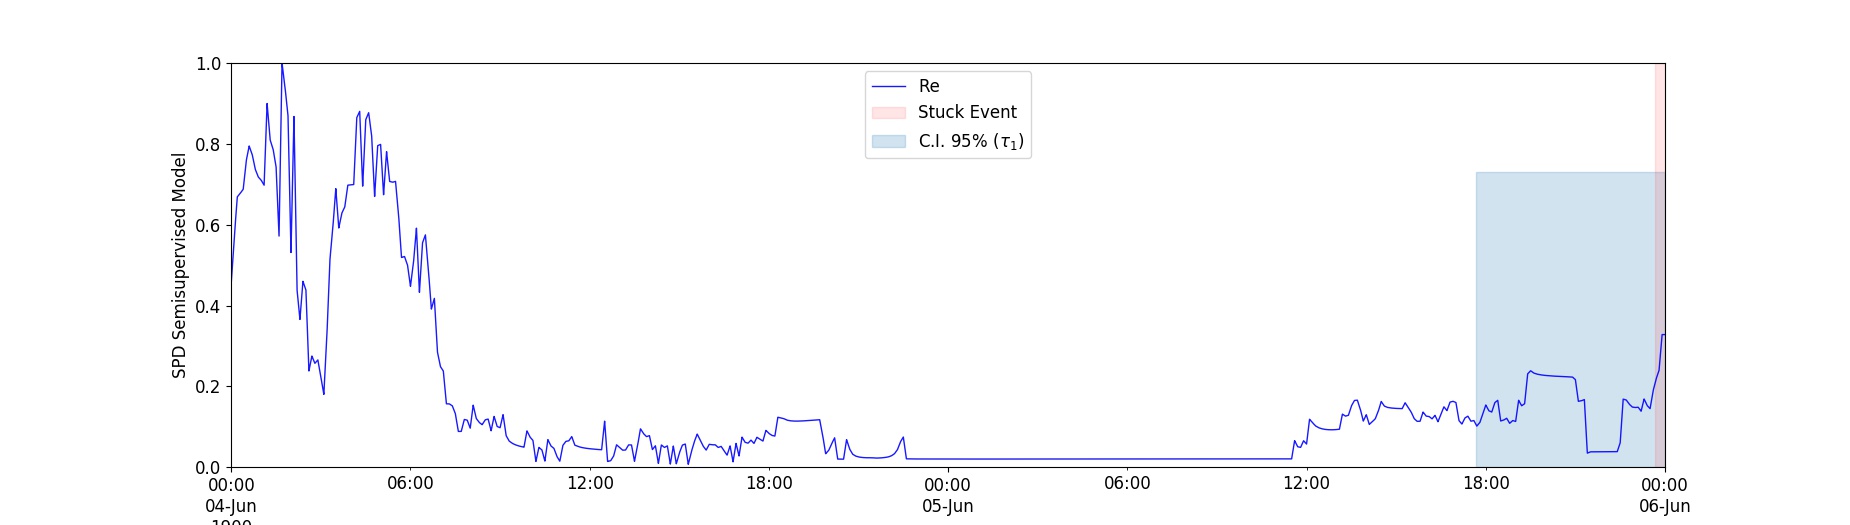 1.0
0.8
0.6
0.4
0.2
0.0
SPD Semisupervised Model
Re
Stuck Event
C.I. 95% (τ₁)
00:00 06:00 12:00 18:00 00:00 06:00 12:00 18:00 00:00
04-Jun 05-Jun 06-Jun
1900